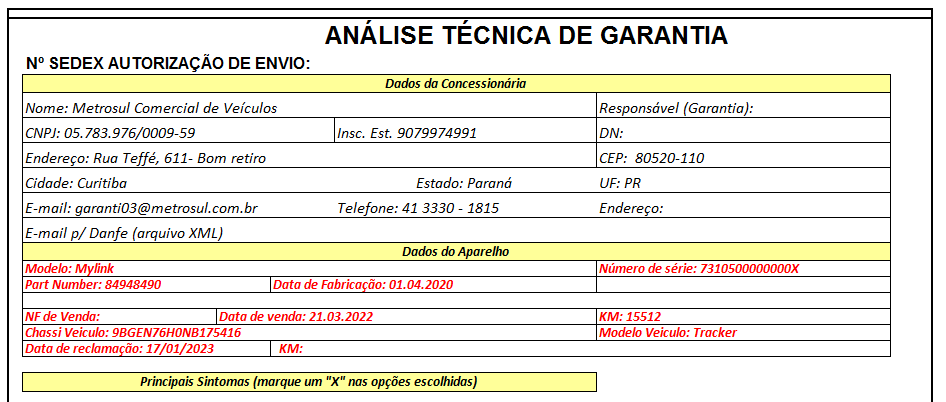 ANÁLISE TÉCNICA DE GARANTIA
Nº SEDEX AUTORIZAÇÃO DE ENVIO:
Dados da Concessionária
Nome: Metrosul Comercial de Veículos Responsável (Garantia):
CNPJ: 05.783.976/0009-59 Insc. Est. 9079974991 DN:
Endereço: Rua Teffé, 611- Bom retiro CEP: 80520-110
Cidade: Curitiba Estado: Paraná UF: PR
E-mail: garanti03@metrosul.com.br Telefone: 41 3330 - 1815 Endereço:
E-mail p/ Danfe (arquivo XML)
Dados do Aparelho
Modelo: Mylink Número de série: 7310500000000X
Part Number: 84948490 Data de Fabricação: 01.04.2020
NF de Venda: Data de venda: 21.03.2022 KM: 15512
Chassi Veiculo: 9BGEN76H0NB175416 Modelo Veiculo: Tracker
Data de reclamação: 17/01/2023 KM:
Principais Sintomas (marque um "X" nas opções escolhidas)